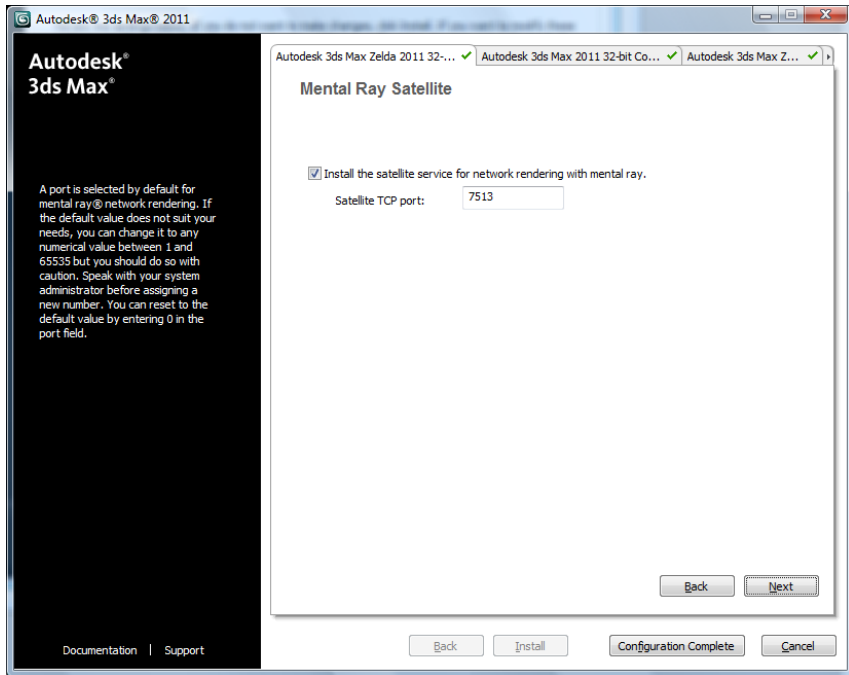 Autodesk® 3ds Max® 2011
Autodesk®
3ds Max®
A port is selected by default for
mental ray® network rendering. If
the default value does not suit your
needs, you can change it to any
numerical value between 1 and
65535 but you should do so with
caution. Speak with your system
administrator before assigning a
new number. You can reset to the
default value by entering 0 in the
port field.
Documentation | Support
Autodesk 3ds Max Zelda 2011 32-... Autodesk 3ds Max 2011 32-bit Co... Autodesk 3ds Max Z...
Mental Ray Satellite
Install the satellite service for network rendering with mental ray.
Satellite TCP port: 7513
Back Next
Back Install Configuration Complete Cancel